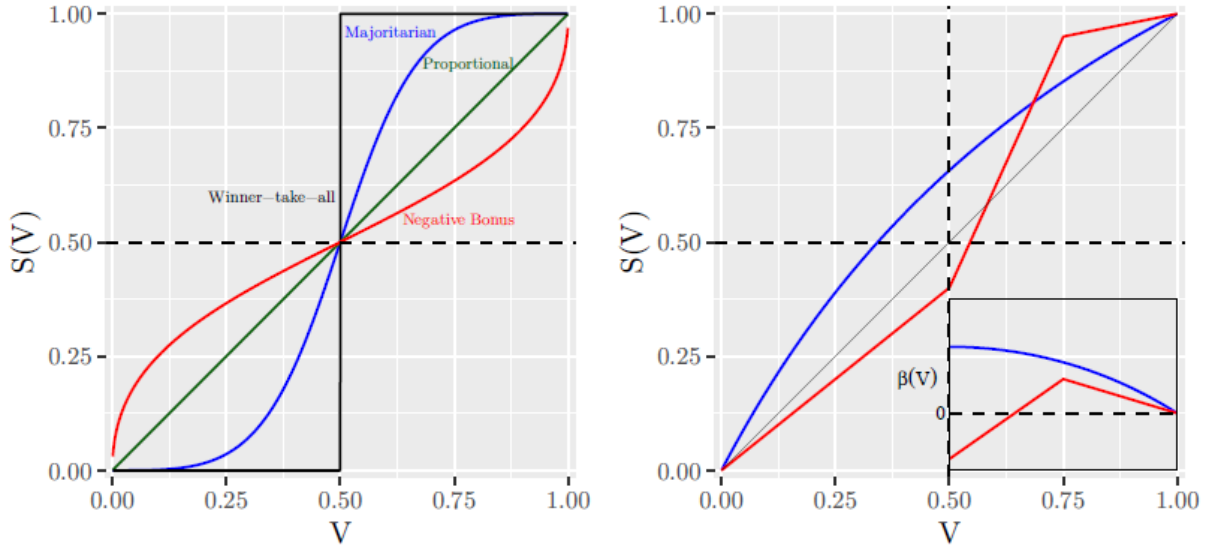 1.00
0.75
0.50
0.25
0.00
S(V)
Majoritarian
Proportional
Winner−take−all
Negative Bonus
0.00 0.25 0.50 0.75 1.00
V
1.00
0.75
0.50
0.25
0.00
S(V)
β(V)
0
0.00 0.25 0.50 0.75 1.00
V